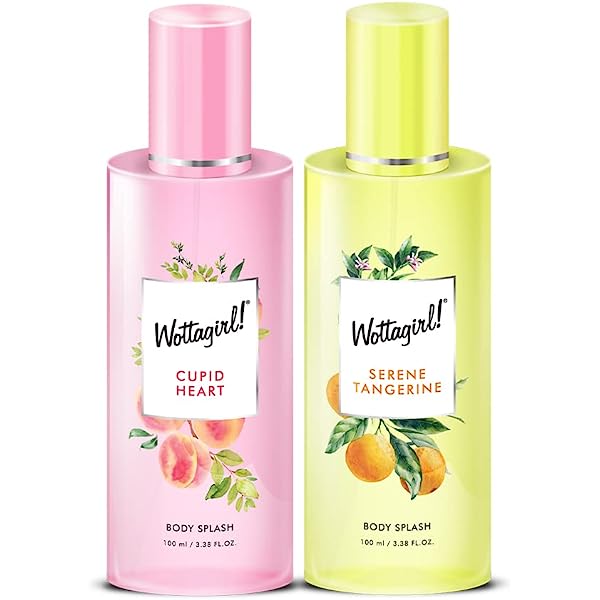 Wottagirl!®
CUPID
HEART
BODY SPLASH
100 ml / 3.38 FL.OZ.
Wottagirl!®
SERENE
TANGERINE
BODY SPLASH
100 ml / 3.38 FL.OZ.